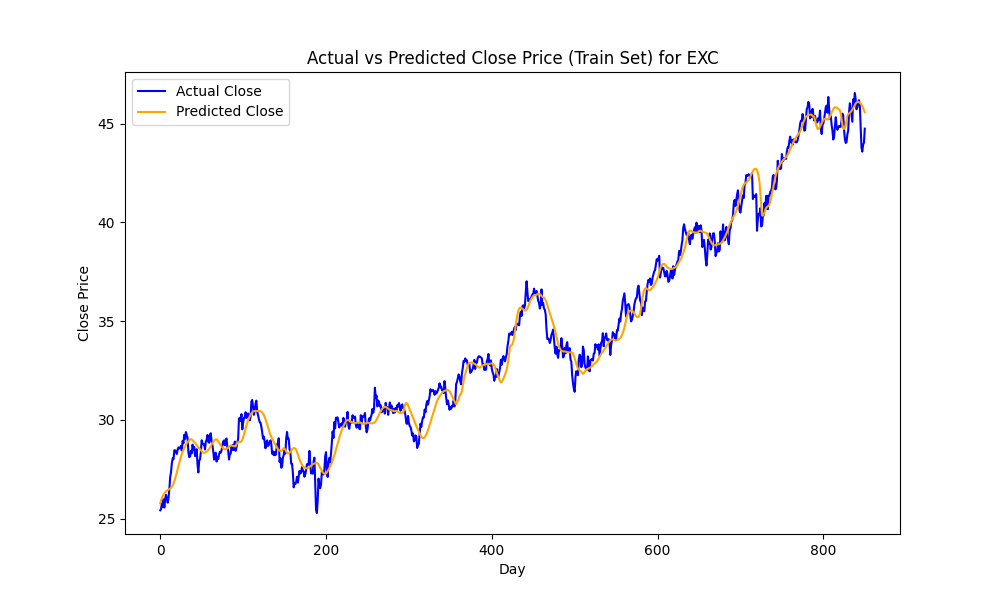 Actual vs Predicted Close Price (Train Set) for EXC
Actual Close
Predicted Close
45
40
35
30
25
Close Price
0 200 400 600 800
Day